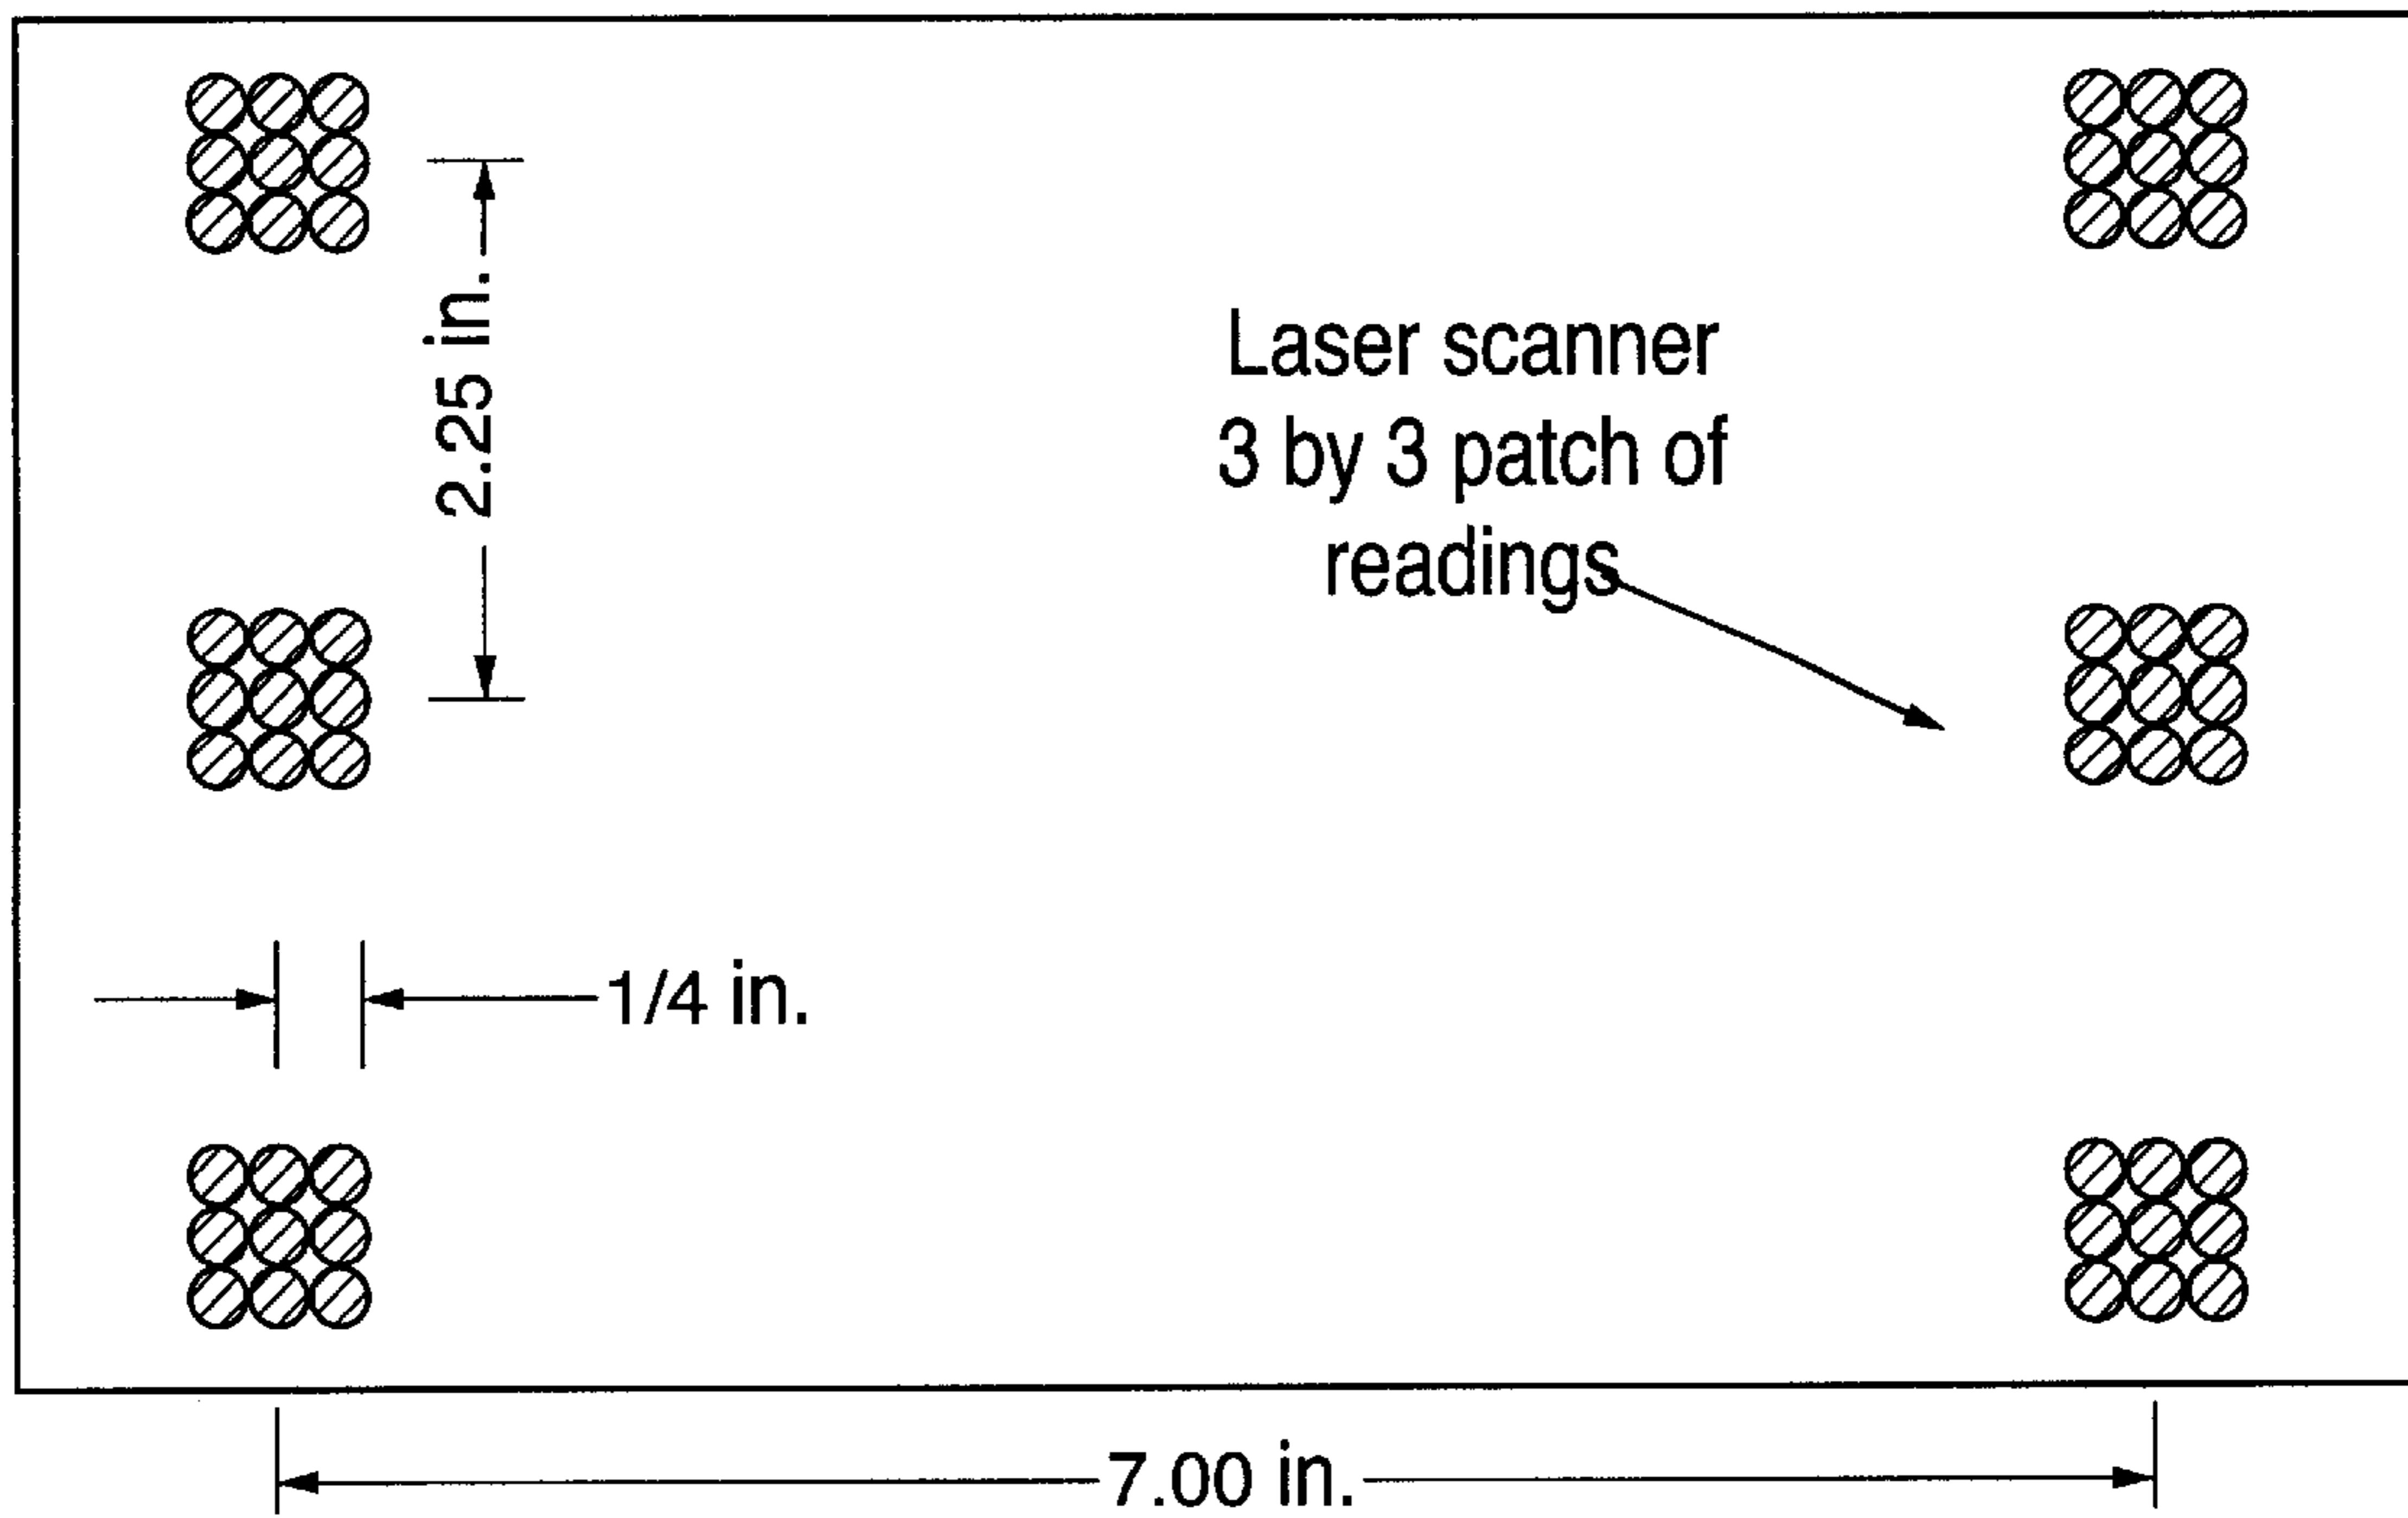 2.25 in.
Laser scanner
3 by 3 patch of
readings
1/4 in.
7.00 in.